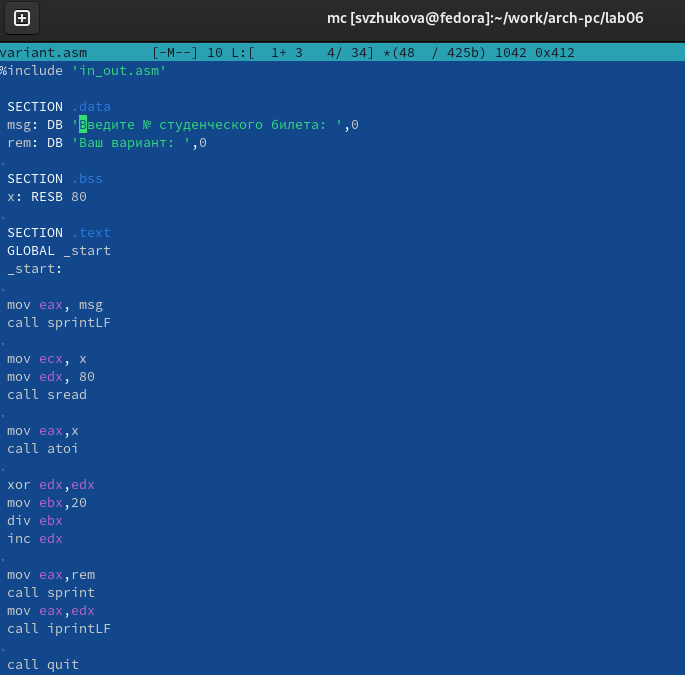 mc [svzhukova@fedora]:~/work/arch-pc/lab06
variant.asm [-M--] 10 L:[ 1+ 3 4/ 34] *(48 / 425b) 1042 0x412
%include 'in_out.asm'
SECTION .data
msg: DB 'Введите № студенческого билета: ',0
rem: DB 'Ваш вариант: ',0
.
SECTION .bss
x: RESB 80
.
SECTION .text
GLOBAL _start
_start:
.
mov eax, msg
call sprintLF
.
mov ecx, x
mov edx, 80
call sread
.
mov eax,x
call atoi
.
xor edx,edx
mov ebx,20
div ebx
inc edx
.
mov eax,rem
call sprint
mov eax,edx
call iprintLF
.
call quit